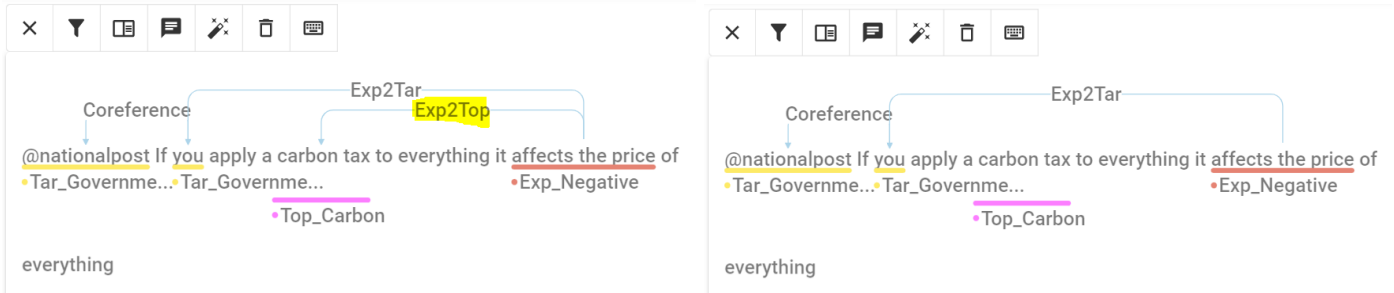 Exp2Tar
Coreference
Exp2Top
@nationalpost If you apply a carbon tax to everything it affects the price of
Tar_Governme... Tar_Governme... Exp_Negative
Top_Carbon
everything
Exp2Tar
Coreference
@nationalpost If you apply a carbon tax to everything it affects the price of
Tar_Governme... Tar_Governme... Exp_Negative
Top_Carbon
everything